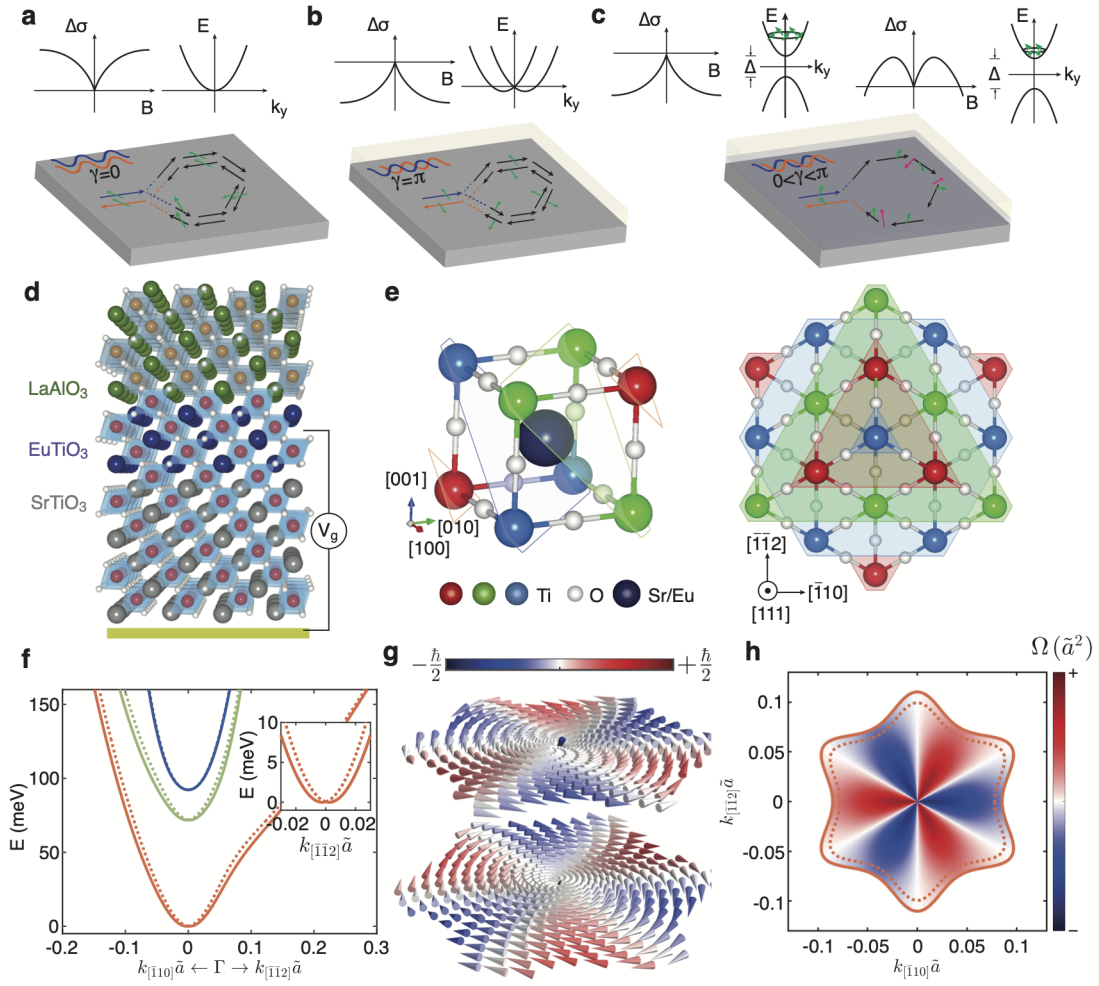 a
Δσ
B
E
k_y
γ=0
b
Δσ
B
E
k_y
γ=π
c
Δσ
B
E
Δ
k_y
Δσ
B
E
Δ
k_y
0<γ<π
d
LaAlO₃
EuTiO₃
SrTiO₃
V_g
e
[001]
[010]
[100]
Ti
O
Sr/Eu
[1̄1̄2]
[1̄10]
[111]
f
E (meV)
150
100
50
0
-0.2 -0.1 0 0.1 0.2 0.3
k_[1̄10]ã ← Γ → k_[1̄1̄2]ã
E (meV)
10
5
0
-0.02 0 0.02
k_[1̄1̄2]ã
g
−ħ/2
+ħ/2
h
Ω(ã²)
+
−
k_[1̄1̄2]ã
0.1
0.05
0
-0.05
-0.1
-0.1 -0.05 0 0.05 0.1
k_[1̄10]ã